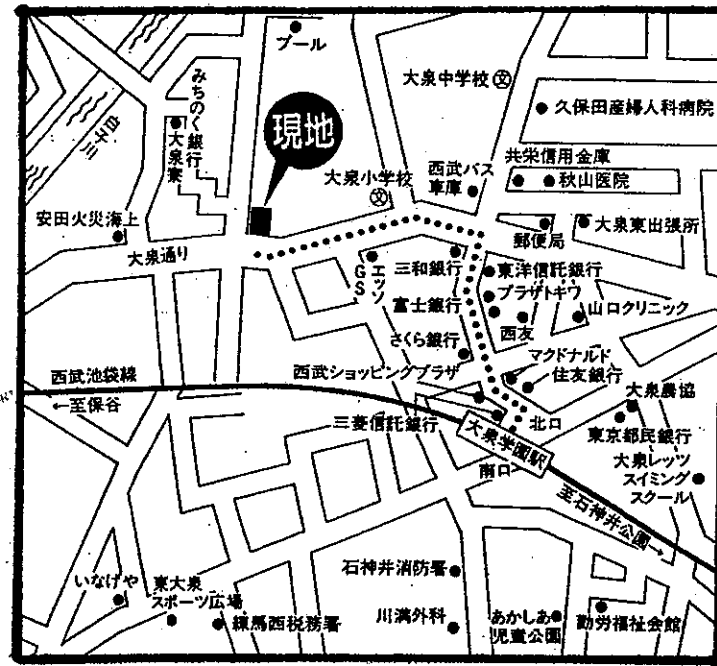 プール
大泉中学校
文
みちのく銀行
大泉寮
白子川
現地
久保田産婦人科病院
共栄信用金庫
西武バス
車庫
秋山医院
大泉小学校
文
安田火災海上
大泉通り
郵便局
大泉東出張所
エッソ
GS
三和銀行
東洋信託銀行
プラザトキワ
富士銀行
山口クリニック
西友
さくら銀行
マクドナルド
住友銀行
西武池袋線
西武ショッピングプラザ
←至保谷
大泉農協
三菱信託銀行
北口
東京都民銀行
大泉学園駅
南口
大泉レッツ
スイミング
スクール
至石神井公園→
石神井消防署
いなげや
東大泉
スポーツ広場
練馬西税務署
川満外科
あかしあ
児童公園
勤労福祉会館